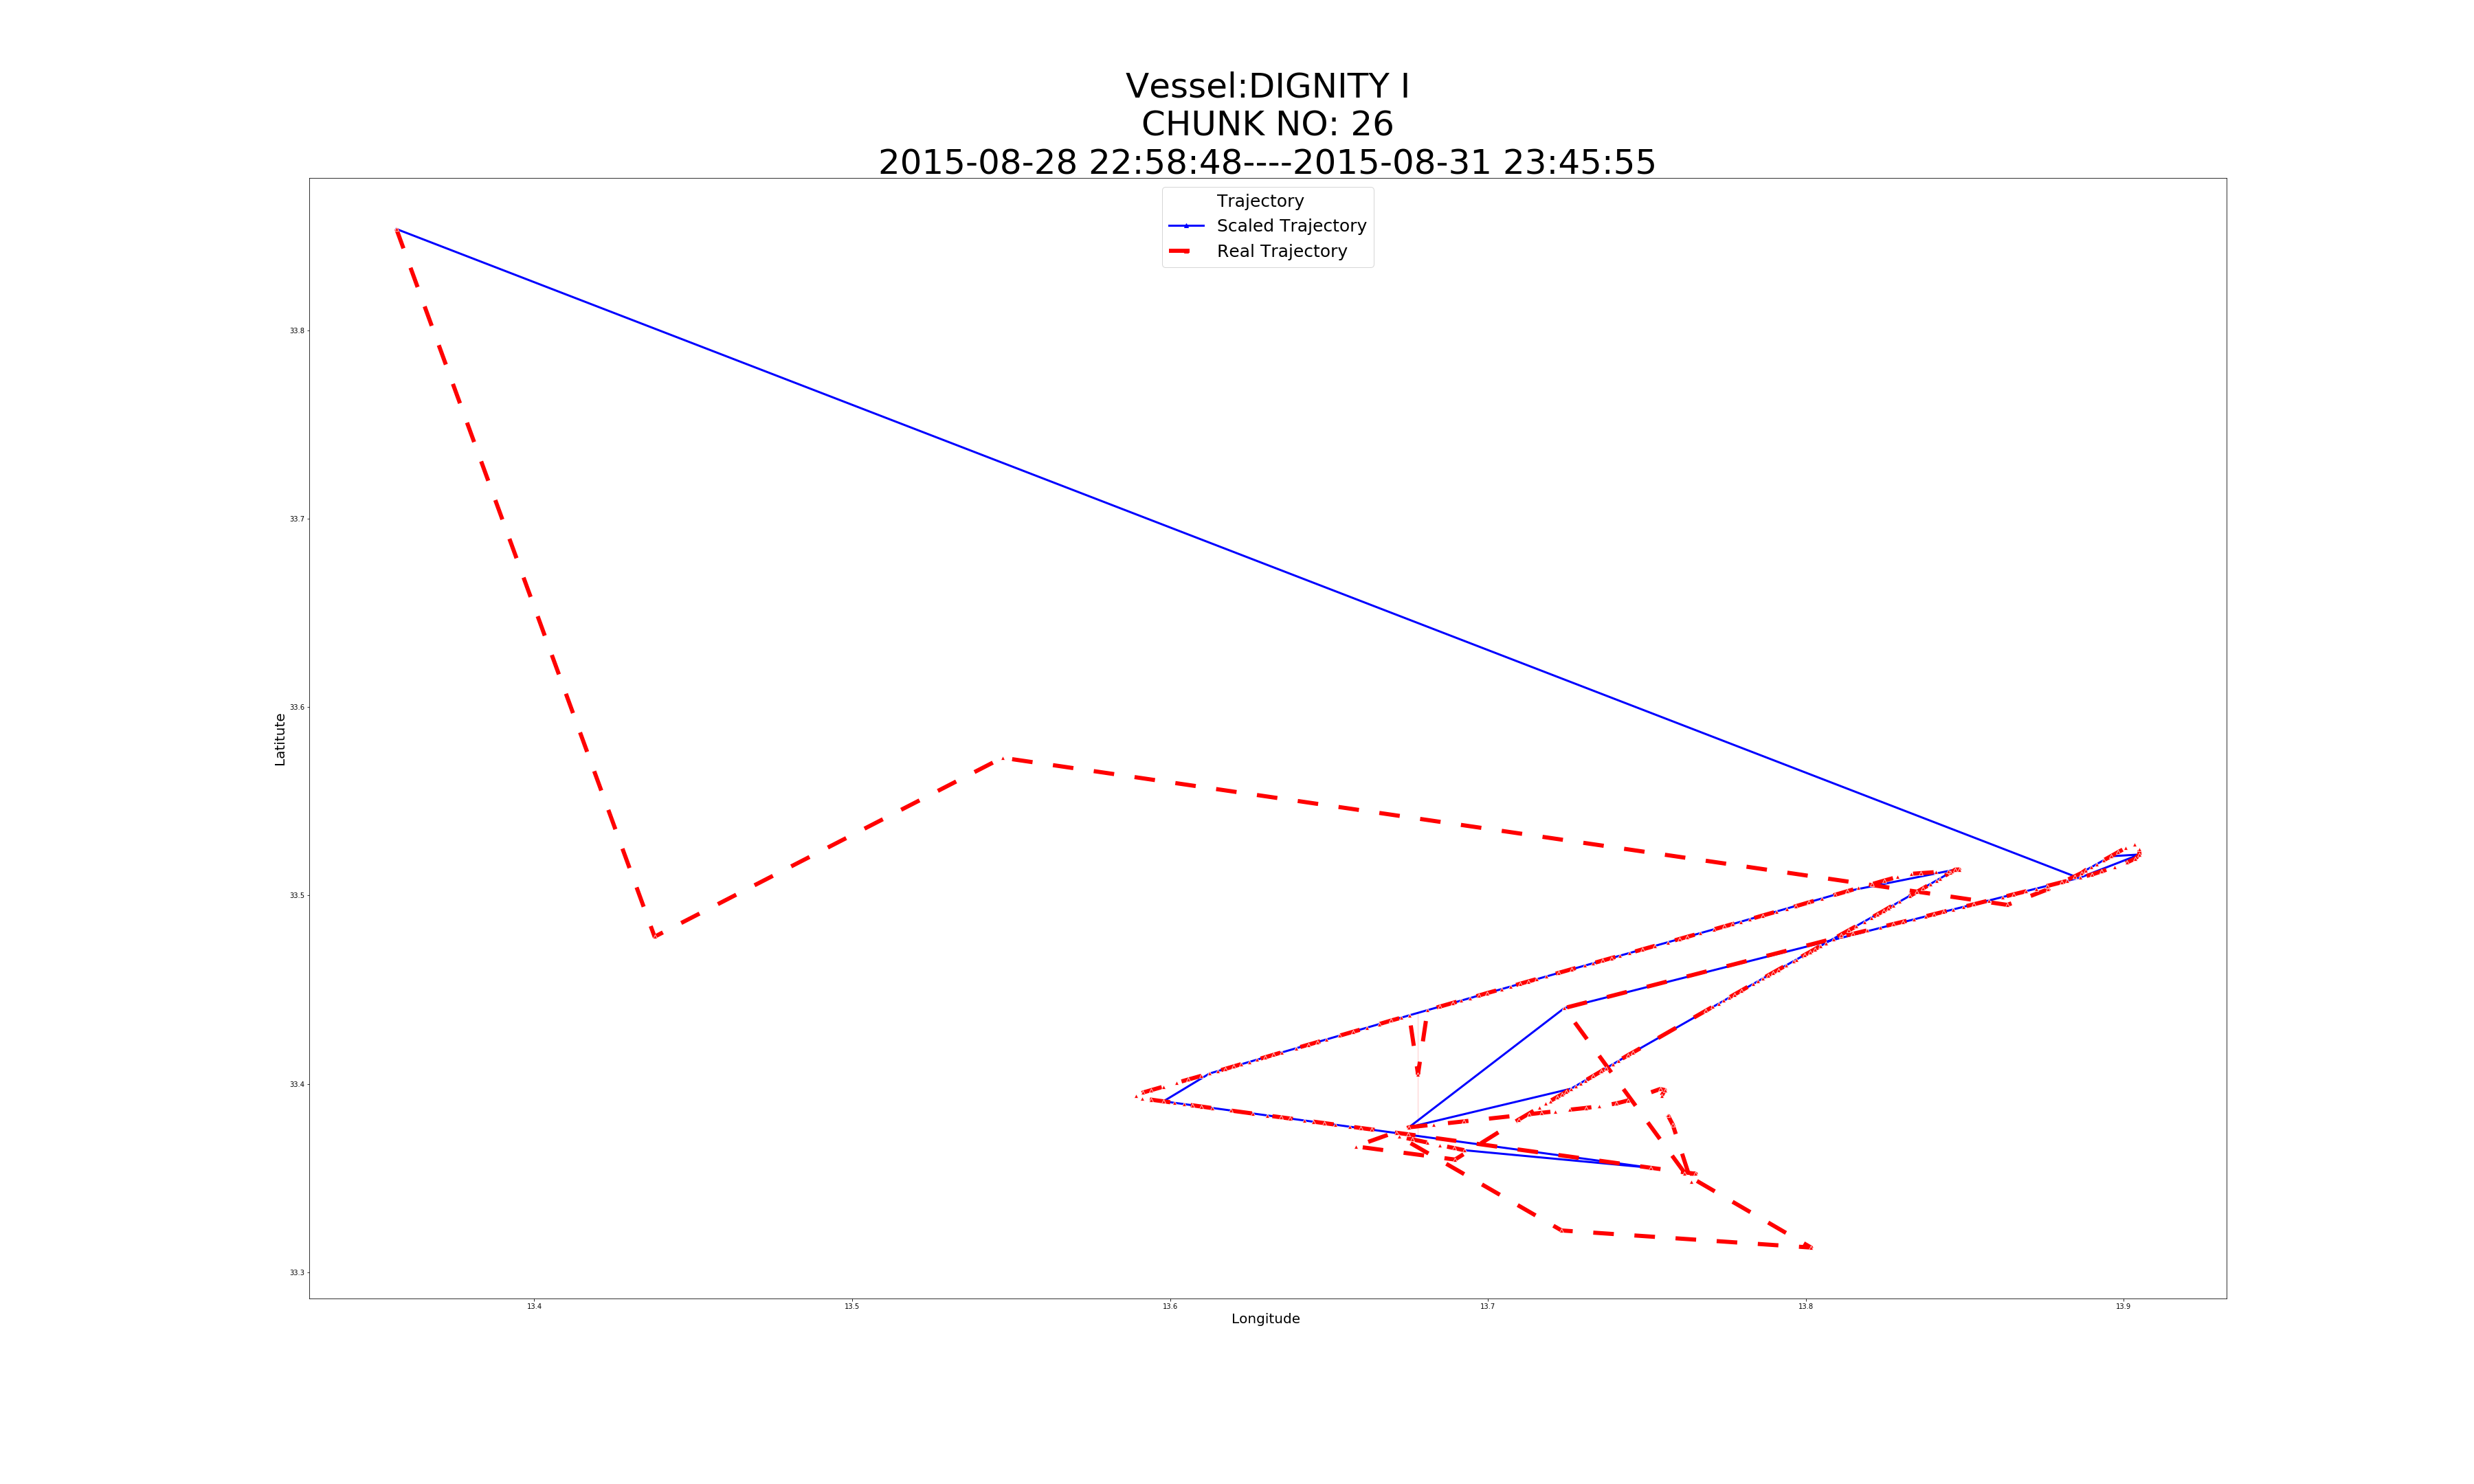 Vessel:DIGNITY I
CHUNK NO: 26
2015-08-28 22:58:48----2015-08-31 23:45:55
Trajectory
Scaled Trajectory
Real Trajectory
33.8
33.7
33.6
33.5
33.4
33.3
Latitute
13.4 13.5 13.6 13.7 13.8 13.9
Longitude